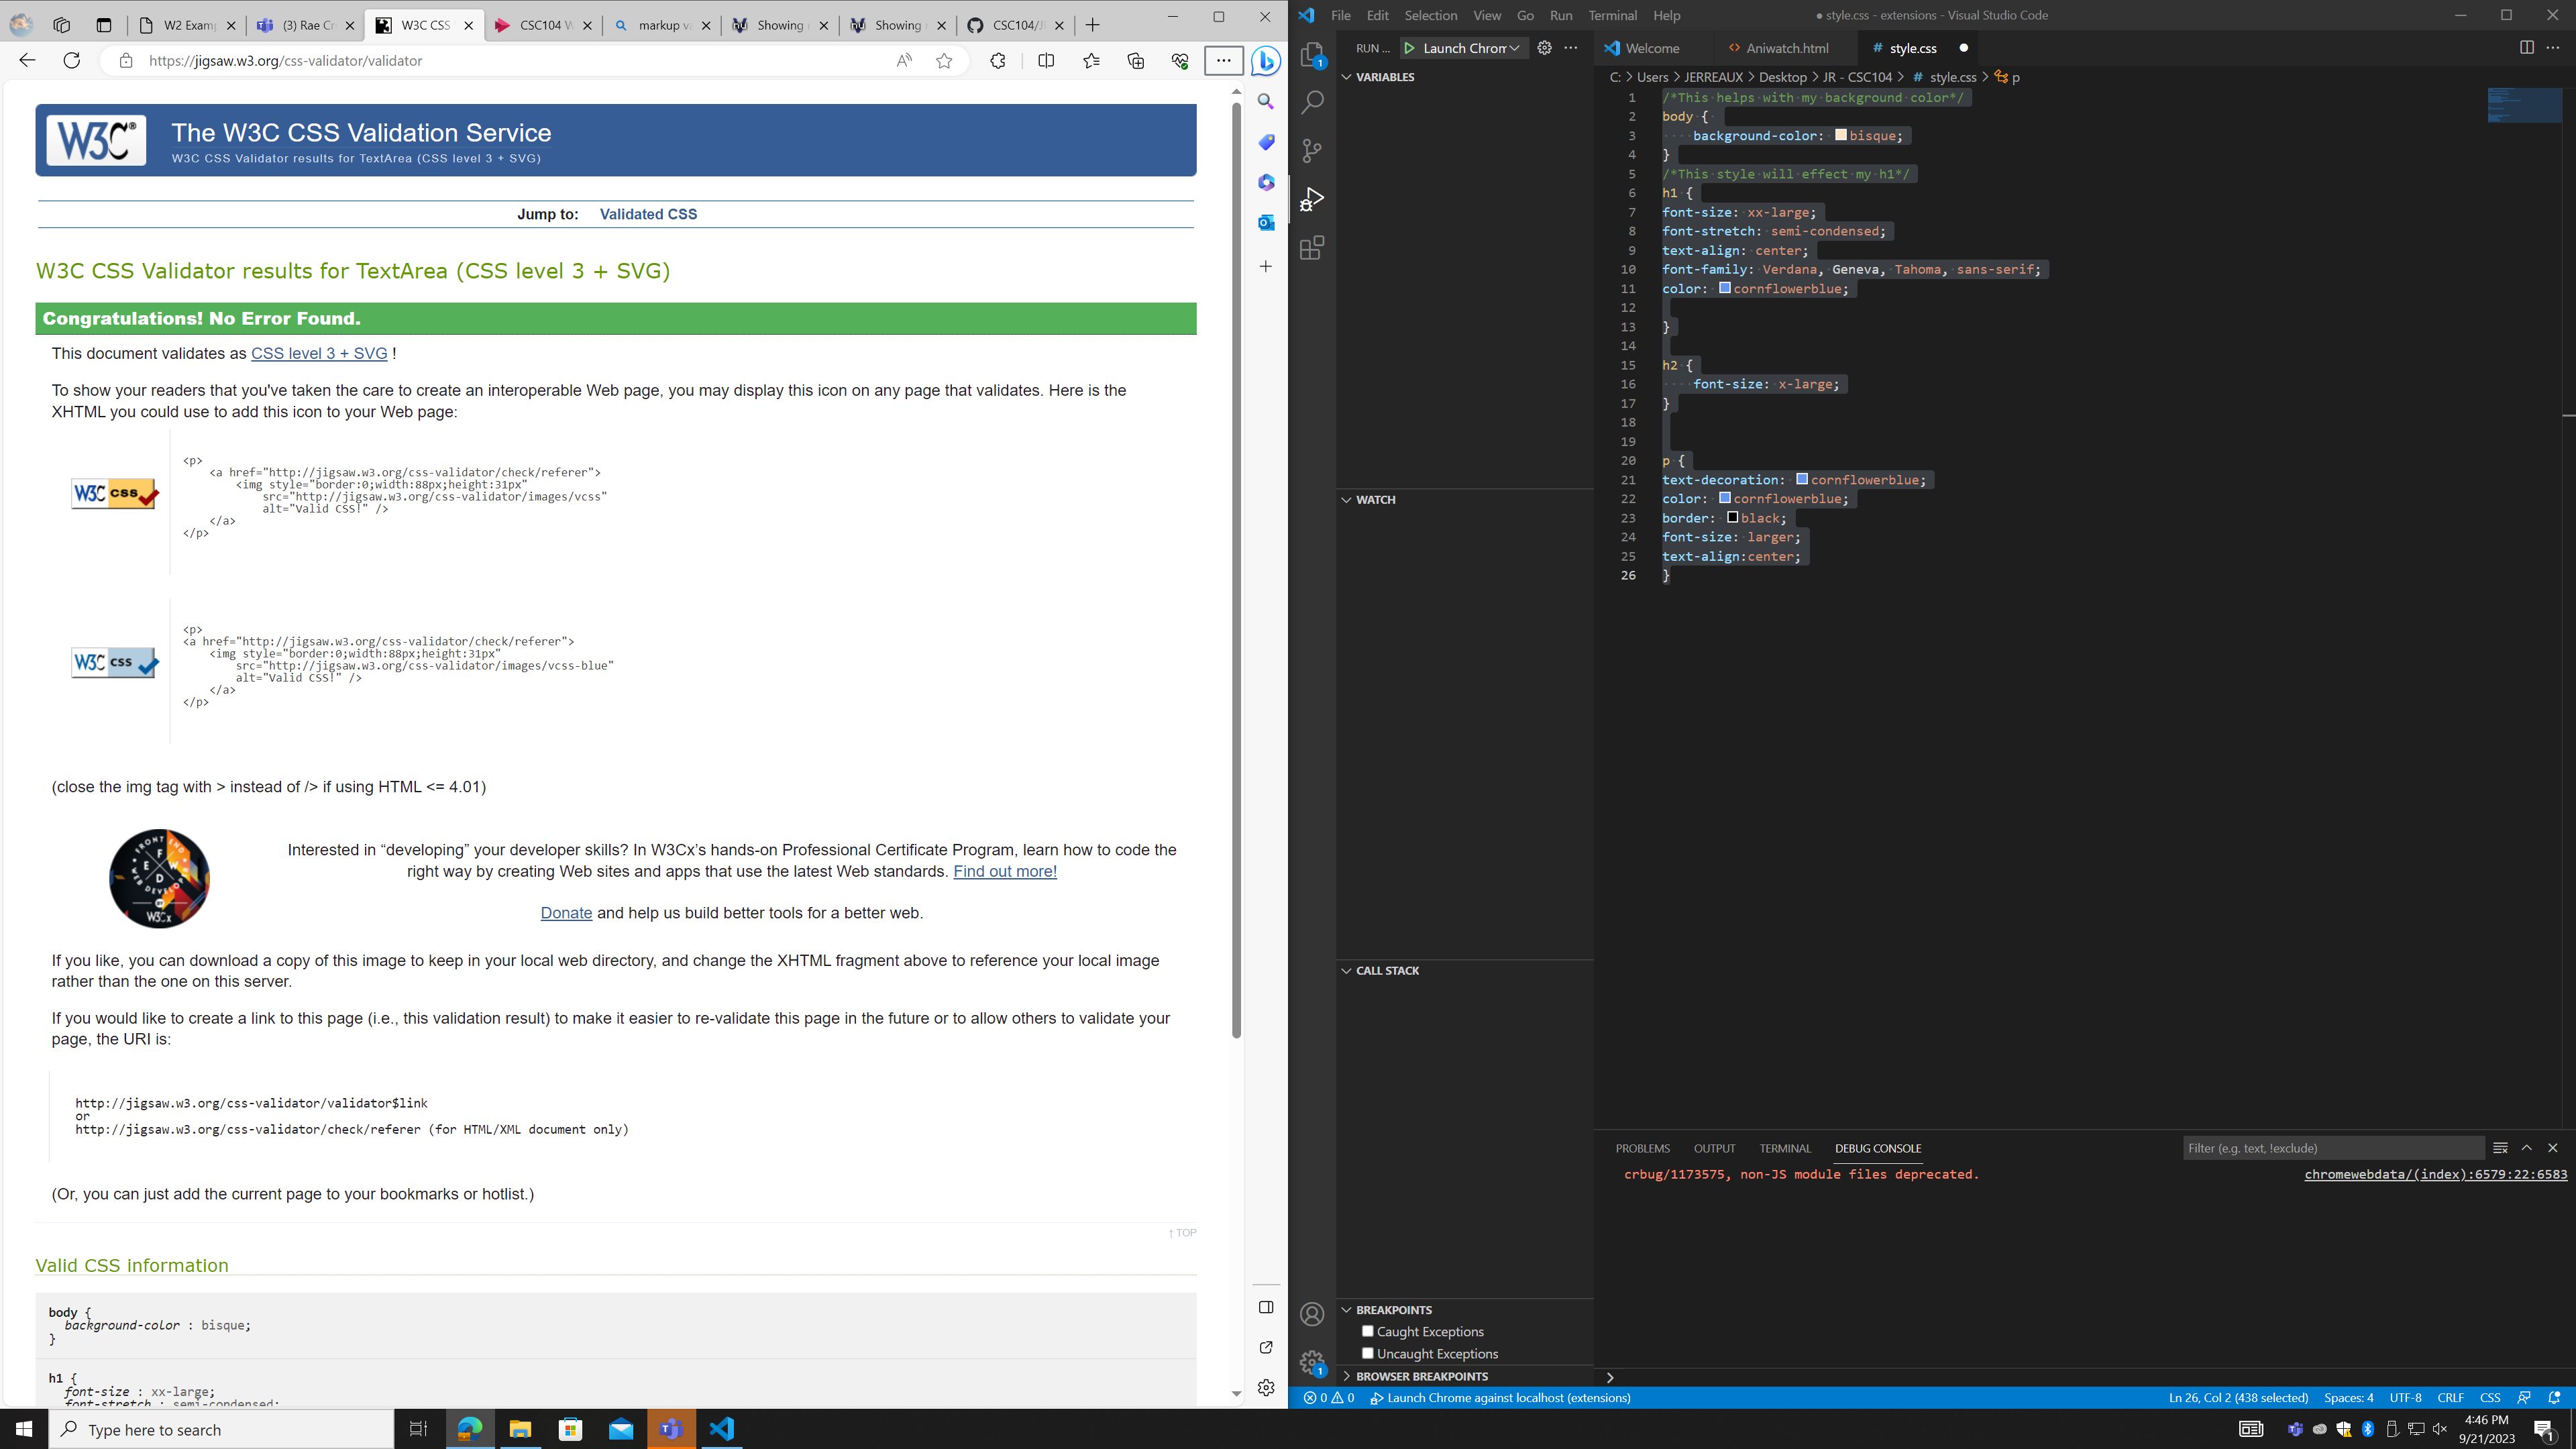 W2 Examp
(3) Rae Cr
W3C CSS
CSC104 W
markup va
Showing
Showing
CSC104/JR
https://jigsaw.w3.org/css-validator/validator
W3C®
The W3C CSS Validation Service
W3C CSS Validator results for TextArea (CSS level 3 + SVG)
Jump to: Validated CSS
W3C CSS Validator results for TextArea (CSS level 3 + SVG)
Congratulations! No Error Found.
This document validates as CSS level 3 + SVG !
To show your readers that you've taken the care to create an interoperable Web page, you may display this icon on any page that validates. Here is the
XHTML you could use to add this icon to your Web page:
W3C css
<p>
<a href="http://jigsaw.w3.org/css-validator/check/referer">
<img style="border:0;width:88px;height:31px"
src="http://jigsaw.w3.org/css-validator/images/vcss"
alt="Valid CSS!" />
</a>
</p>
W3C css
<p>
<a href="http://jigsaw.w3.org/css-validator/check/referer">
<img style="border:0;width:88px;height:31px"
src="http://jigsaw.w3.org/css-validator/images/vcss-blue"
alt="Valid CSS!" />
</a>
</p>
(close the img tag with > instead of /> if using HTML <= 4.01)
FRONT END
F E W D
WEB DEVELOP
W3Cx
Interested in “developing” your developer skills? In W3Cx’s hands-on Professional Certificate Program, learn how to code the
right way by creating Web sites and apps that use the latest Web standards. Find out more!
Donate and help us build better tools for a better web.
If you like, you can download a copy of this image to keep in your local web directory, and change the XHTML fragment above to reference your local image
rather than the one on this server.
If you would like to create a link to this page (i.e., this validation result) to make it easier to re-validate this page in the future or to allow others to validate your
page, the URI is:
http://jigsaw.w3.org/css-validator/validator$link
or
http://jigsaw.w3.org/css-validator/check/referer (for HTML/XML document only)
(Or, you can just add the current page to your bookmarks or hotlist.)
↑ TOP
Valid CSS information
body {
background-color : bisque;
}
h1 {
font-size : xx-large;
font-stretch : semi-condensed;
File Edit Selection View Go Run Terminal Help
● style.css - extensions - Visual Studio Code
RUN ...
Launch Chrom
Welcome
<> Aniwatch.html
# style.css ●
C: > Users > JERREAUX > Desktop > JR - CSC104 > # style.css > p
VARIABLES
WATCH
CALL STACK
BREAKPOINTS
Caught Exceptions
Uncaught Exceptions
BROWSER BREAKPOINTS
1 /*This helps with my background color*/
2 body {
3 background-color: bisque;
4 }
5 /*This style will effect my h1*/
6 h1 {
7 font-size: xx-large;
8 font-stretch: semi-condensed;
9 text-align: center;
10 font-family: Verdana, Geneva, Tahoma, sans-serif;
11 color: cornflowerblue;
12
13 }
14
15 h2 {
16 font-size: x-large;
17 }
18
19
20 p {
21 text-decoration: cornflowerblue;
22 color: cornflowerblue;
23 border: black;
24 font-size: larger;
25 text-align:center;
26 }
PROBLEMS OUTPUT TERMINAL DEBUG CONSOLE
Filter (e.g. text, !exclude)
crbug/1173575, non-JS module files deprecated.
chromewebdata/(index):6579:22:6583
1
1
0 0 Launch Chrome against localhost (extensions)
Ln 26, Col 2 (438 selected) Spaces: 4 UTF-8 CRLF CSS
Type here to search
4:46 PM
9/21/2023
1